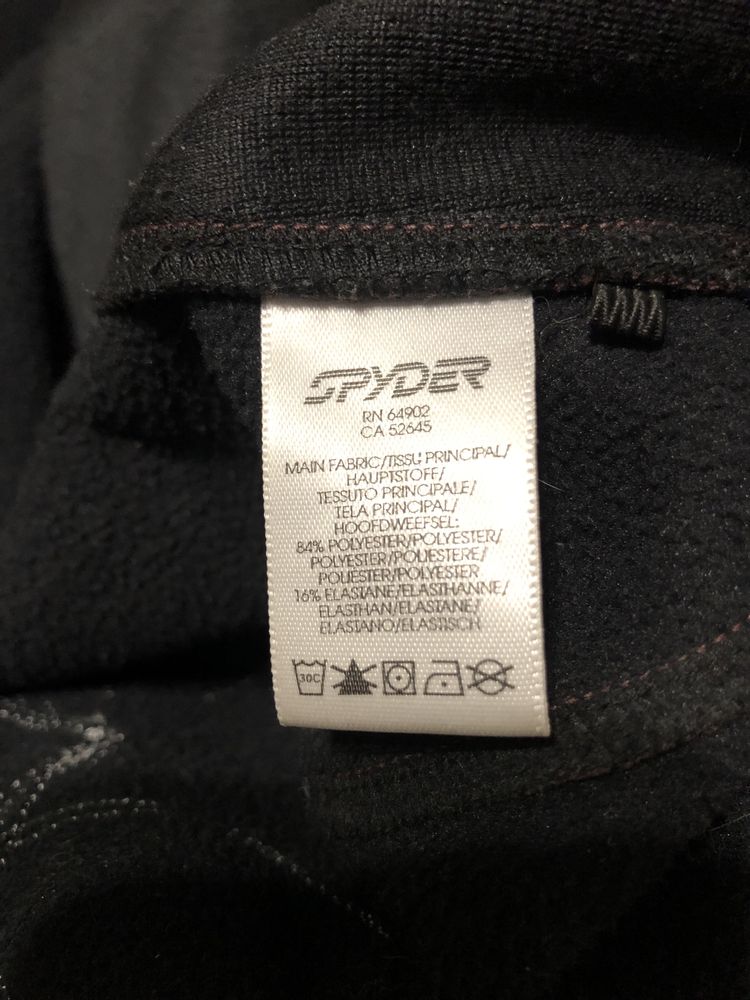 SPYDER
RN 64902
CA 52645
MAIN FABRIC/TISSU PRINCIPAL/
HAUPTSTOFF/
TESSUTO PRINCIPALE/
TELA PRINCIPAL/
HOOFDWEEFSEL:
84% POLYESTER/POLYESTER/
POLYESTER/POLIESTERE/
POLIESTER/POLYESTER
16% ELASTANE/ELASTHANNE/
ELASTHAN/ELASTANE/
ELASTANO/ELASTISCH
30C